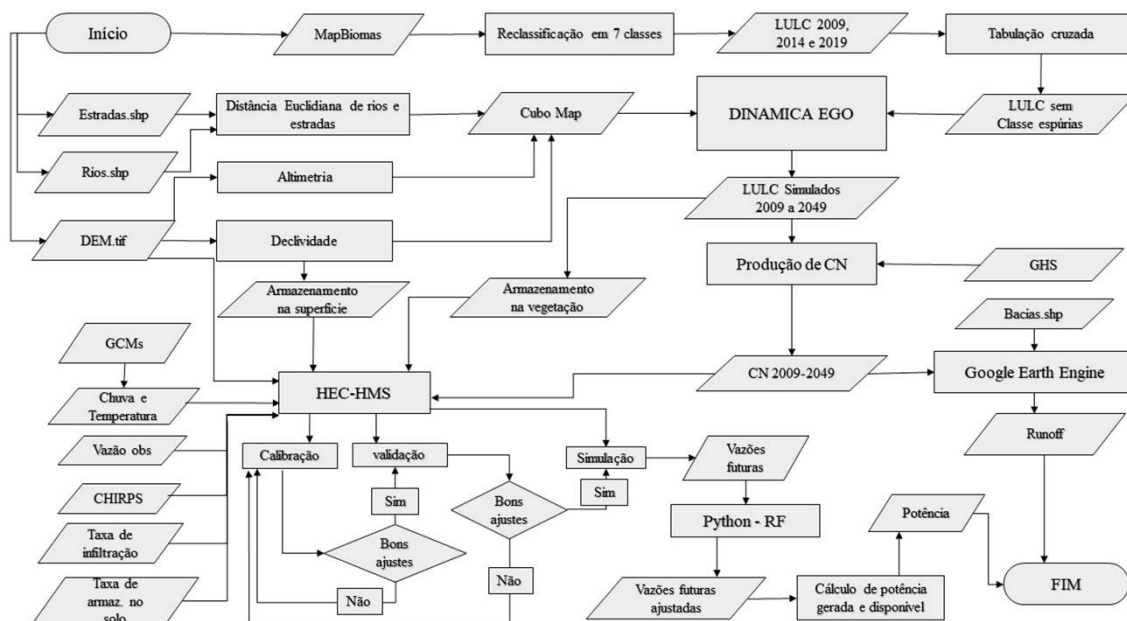 Início
MapBiomas
Reclassificação em 7 classes
LULC 2009,
2014 e 2019
Tabulação cruzada
Estradas.shp
Distância Euclidiana de rios e
estradas
Cubo Map
DINAMICA EGO
LULC sem
Classe espúrias
Rios.shp
Altimetria
LULC Simulados
2009 a 2049
DEM.tif
Declividade
Produção de CN
GHS
Armazenamento
na superfície
Armazenamento
na vegetação
Bacias.shp
GCMs
HEC-HMS
CN 2009-2049
Google Earth Engine
Chuva e
Temperatura
Vazão obs
Calibração
validação
Simulação
Vazões
futuras
Runoff
CHIRPS
Sim
Bons
ajustes
Sim
Python - RF
Potência
Taxa de
infiltração
Bons
ajustes
Não
Não
Taxa de
armaz. no
solo
Vazões futuras
ajustadas
Cálculo de potência
gerada e disponivel
FIM